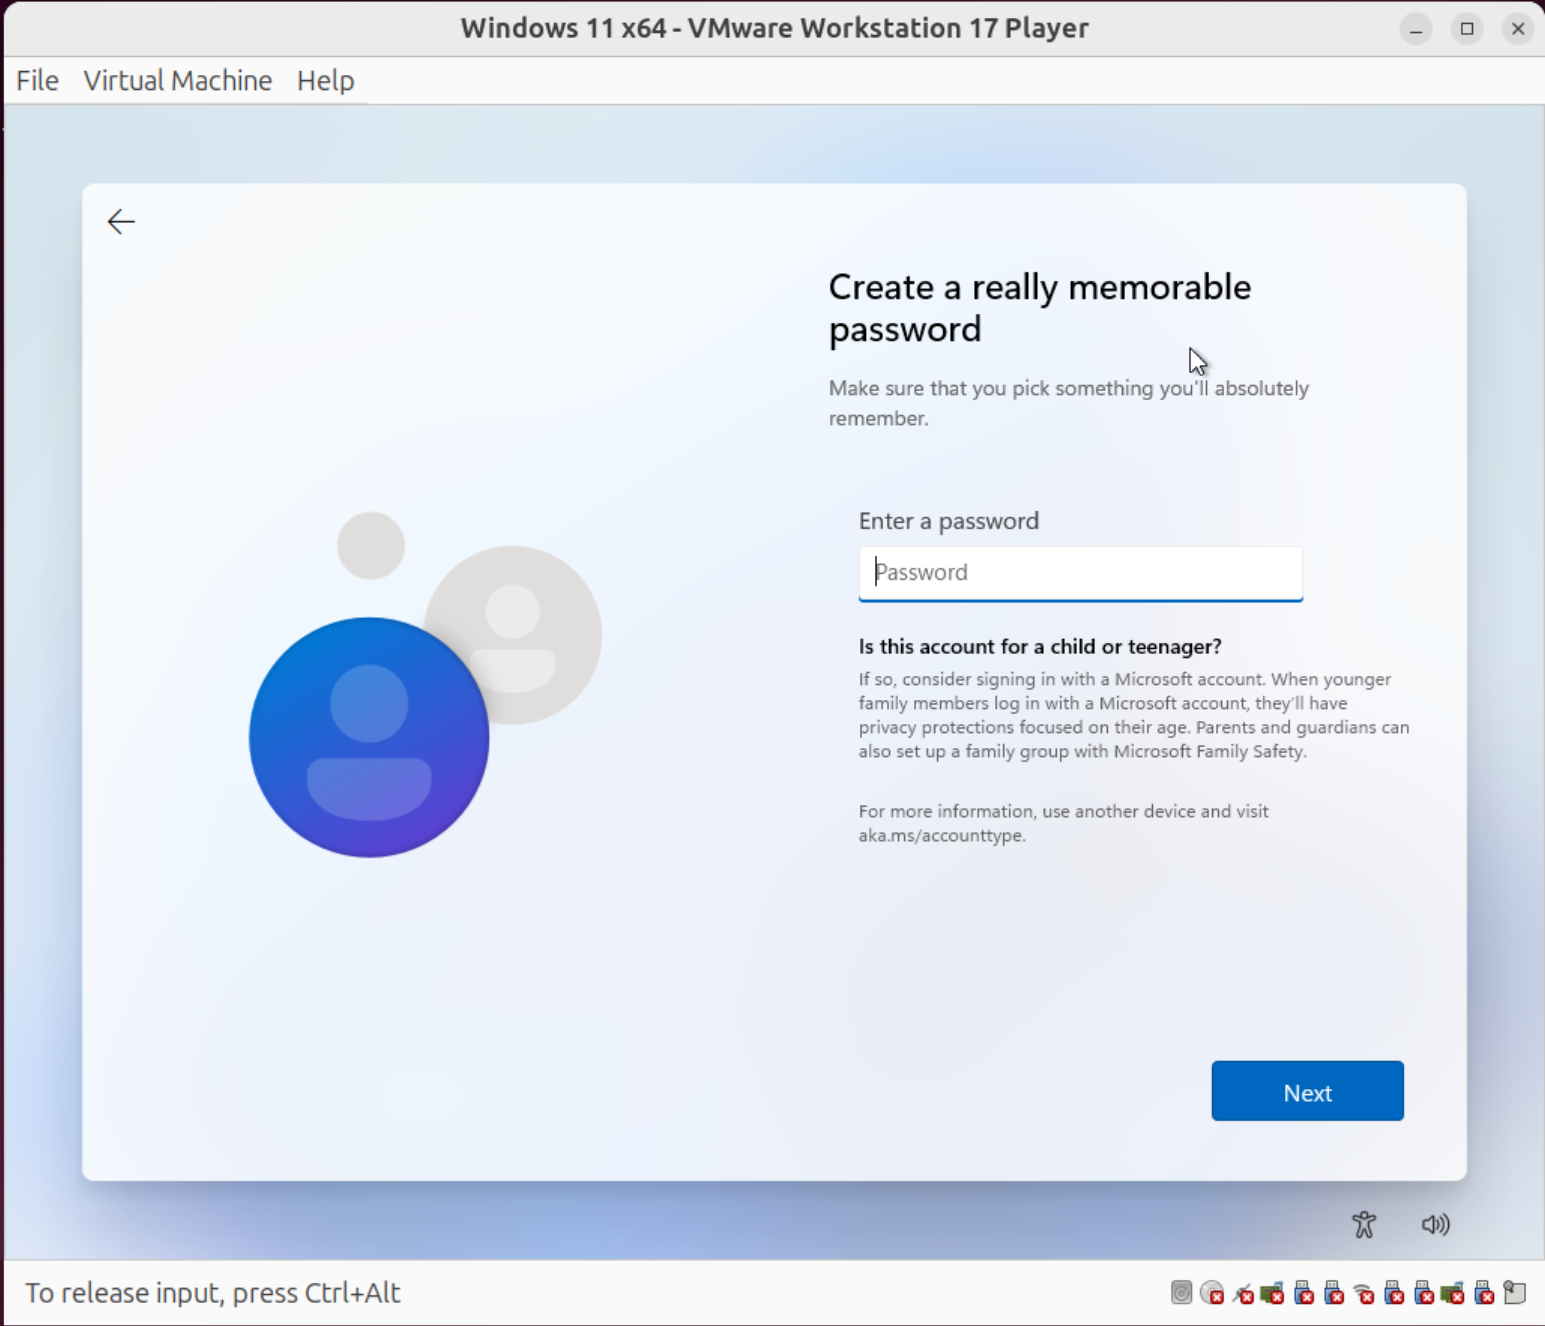 Windows 11 x64 - VMware Workstation 17 Player
File Virtual Machine Help
Create a really memorable
password
Make sure that you pick something you'll absolutely
remember.
Enter a password
Password
Is this account for a child or teenager?
If so, consider signing in with a Microsoft account. When younger
family members log in with a Microsoft account, they'll have
privacy protections focused on their age. Parents and guardians can
also set up a family group with Microsoft Family Safety.
For more information, use another device and visit
aka.ms/accounttype.
Next
To release input, press Ctrl+Alt